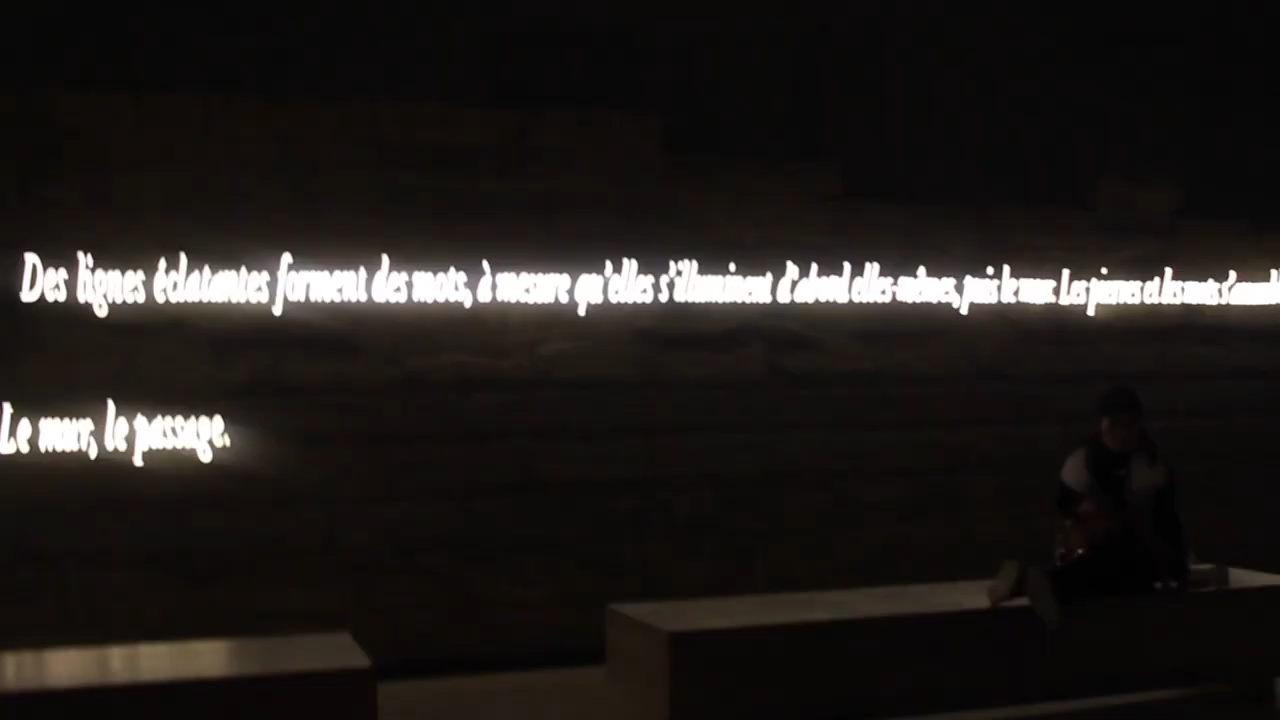 Des lignes éclatantes forment des mots, à mesure qu'elles s'illuminent d'abord elles-mêmes, puis le mur. Les pierres et les mots
Le mur, le passage.